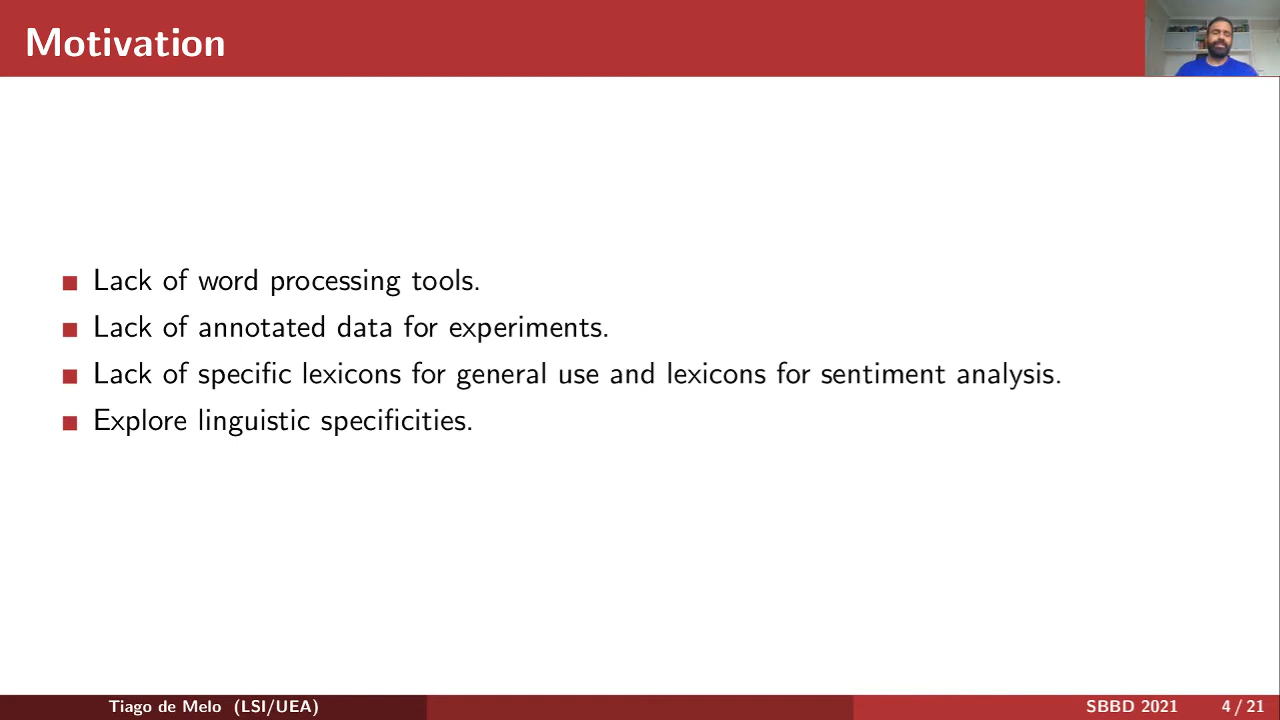 Motivation
Lack of word processing tools.
Lack of annotated data for experiments.
Lack of specific lexicons for general use and lexicons for sentiment analysis.
Explore linguistic specificities.
Tiago de Melo (LSI/UEA)
SBBD 2021
4 / 21